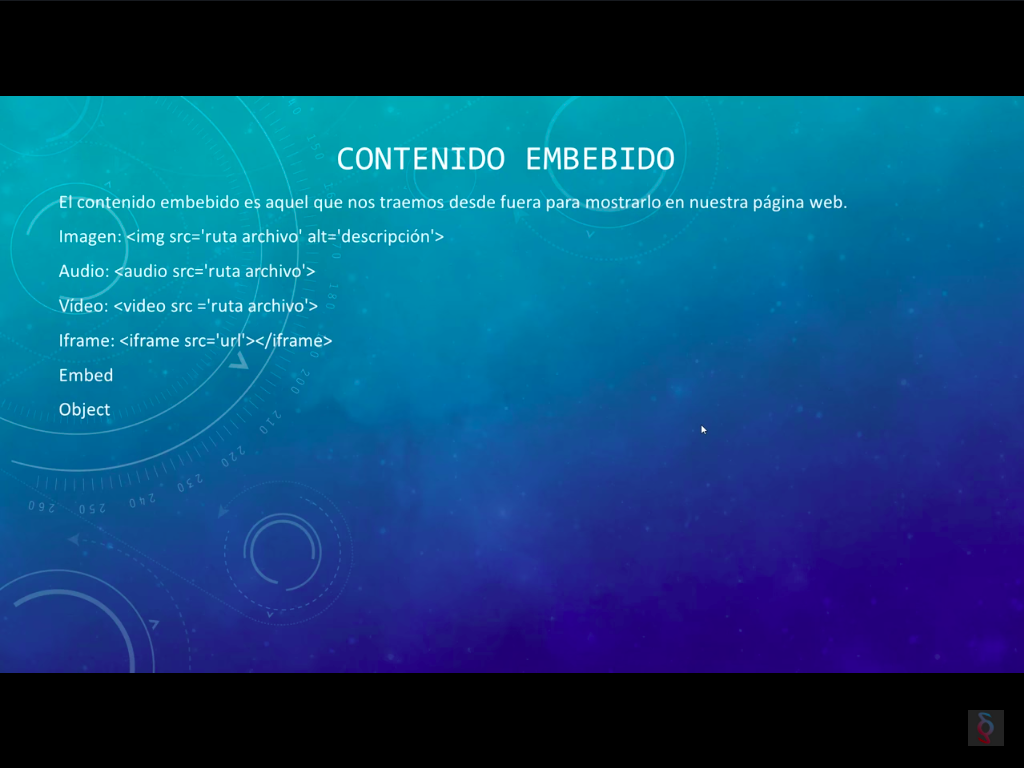 CONTENIDO EMBEBIDO
El contenido embebido es aquel que nos traemos desde fuera para mostrarlo en nuestra página web.
Imagen: <img src='ruta archivo' alt='descripción'>
Audio: <audio src='ruta archivo'>
Vídeo: <video src ='ruta archivo'>
Iframe: <iframe src='url'></iframe>
Embed
Object
150
180
200
210
220
230
240
250
260